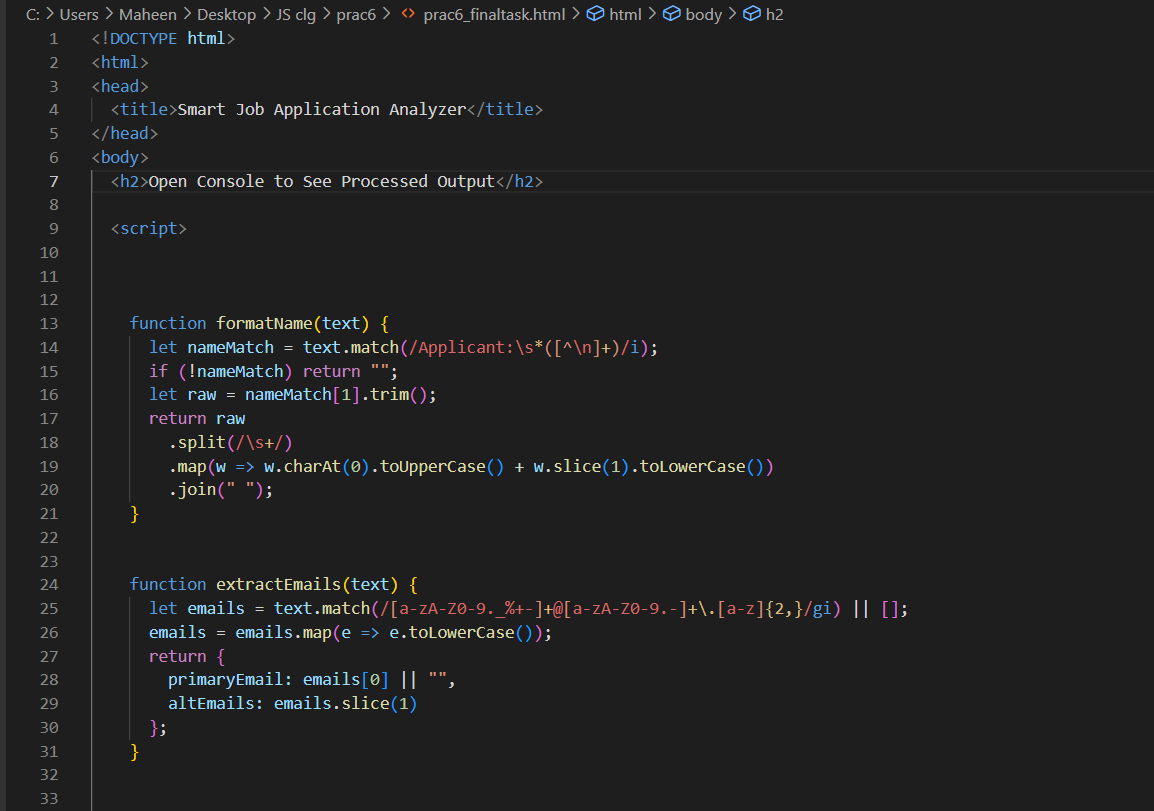 C: > Users > Maheen > Desktop > JS clg > prac6 > <> prac6_finaltask.html > html > body > h2
1 <!DOCTYPE html>
2 <html>
3 <head>
4   <title>Smart Job Application Analyzer</title>
5 </head>
6 <body>
7   <h2>Open Console to See Processed Output</h2>
8
9   <script>
10
11
12
13     function formatName(text) {
14       let nameMatch = text.match(/Applicant:\s*([^\n]+)/i);
15       if (!nameMatch) return "";
16       let raw = nameMatch[1].trim();
17       return raw
18         .split(/\s+/)
19         .map(w => w.charAt(0).toUpperCase() + w.slice(1).toLowerCase())
20         .join(" ");
21     }
22
23
24     function extractEmails(text) {
25       let emails = text.match(/[a-zA-Z0-9._%+-]+@[a-zA-Z0-9.-]+\.[a-z]{2,}/gi) || [];
26       emails = emails.map(e => e.toLowerCase());
27       return {
28         primaryEmail: emails[0] || "",
29         altEmails: emails.slice(1)
30       };
31     }
32
33